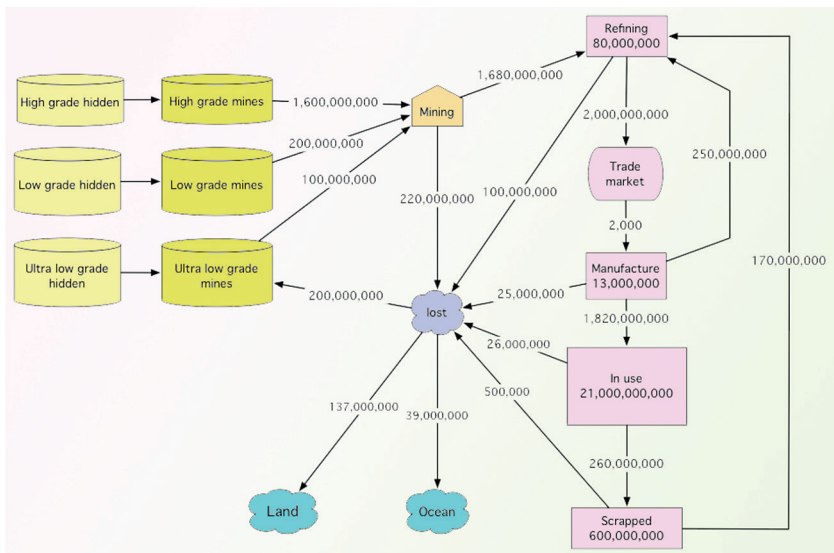 Refining
80,000,000
1,680,000,000
High grade hidden
High grade mines
1,600,000,000
Mining
2,000,000,000
200,000,000
250,000,000
Low grade hidden
Low grade mines
100,000,000
Trade
market
220,000,000
100,000,000
2,000
Ultra low grade
hidden
Ultra low grade
mines
Manufacture
13,000,000
170,000,000
200,000,000
25,000,000
lost
1,820,000,000
26,000,000
In use
21,000,000,000
500,000
137,000,000
39,000,000
260,000,000
Land
Ocean
Scrapped
600,000,000